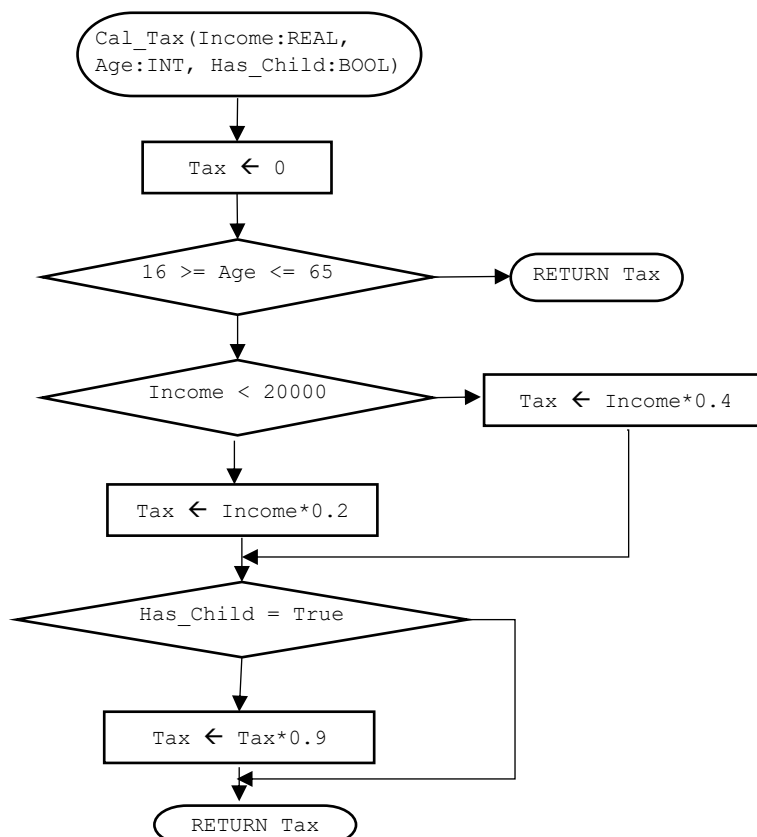 Cal_Tax(Income:REAL,
Age:INT, Has_Child:BOOL)
Tax ← 0
16 >= Age <= 65
RETURN Tax
Income < 20000
Tax ← Income*0.4
Tax ← Income*0.2
Has_Child = True
Tax ← Tax*0.9
RETURN Tax